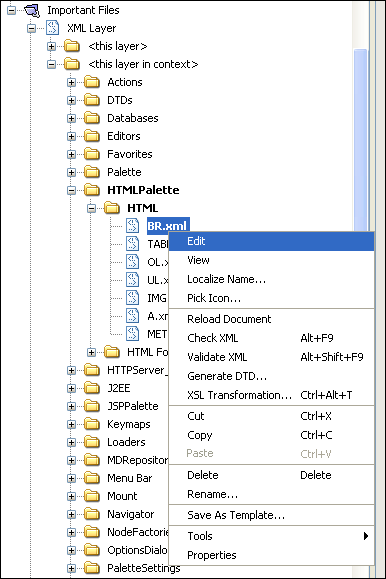 Important Files
XML Layer
<this layer>
<this layer in context>
Actions
DTDs
Databases
Editors
Favorites
Palette
HTMLPalette
HTML
BR.xml
Edit
TAB
View
OL.x
Localize Name...
UL.x
Pick Icon...
IMG
Reload Document
A.xm
Check XML Alt+F9
MET
Validate XML Alt+Shift+F9
HTML Fo
Generate DTD...
HTTPServer_
XSL Transformation... Ctrl+Alt+T
J2EE
Cut Ctrl+X
JSPPalette
Copy Ctrl+C
Keymaps
Paste Ctrl+V
Loaders
Delete Delete
MDReposito
Rename...
Menu Bar
Mount
Save As Template...
Navigator
Tools
NodeFactorie
Properties
OptionsDialo
PaletteSettings